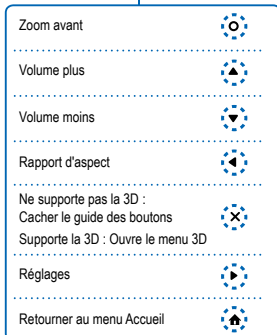 Zoom avant
Volume plus
Volume moins
Rapport d'aspect
Ne supporte pas la 3D :
Cacher le guide des boutons
Supporte la 3D : Ouvre le menu 3D
Réglages
Retourner au menu Accueil